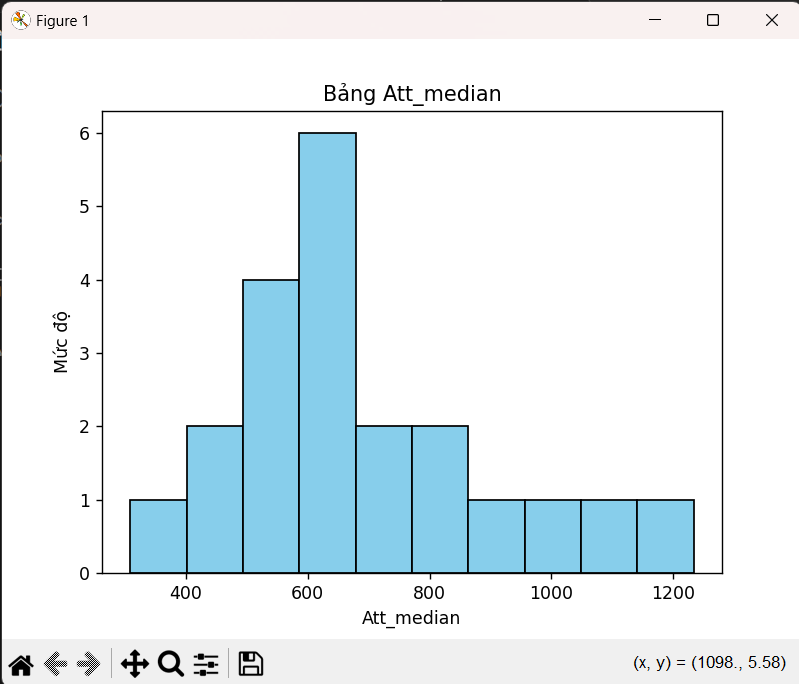 Figure 1
Bảng Att_median
6
5
4
3
2
1
0
Mức độ
400 600 800 1000 1200
Att_median
(x, y) = (1098., 5.58)